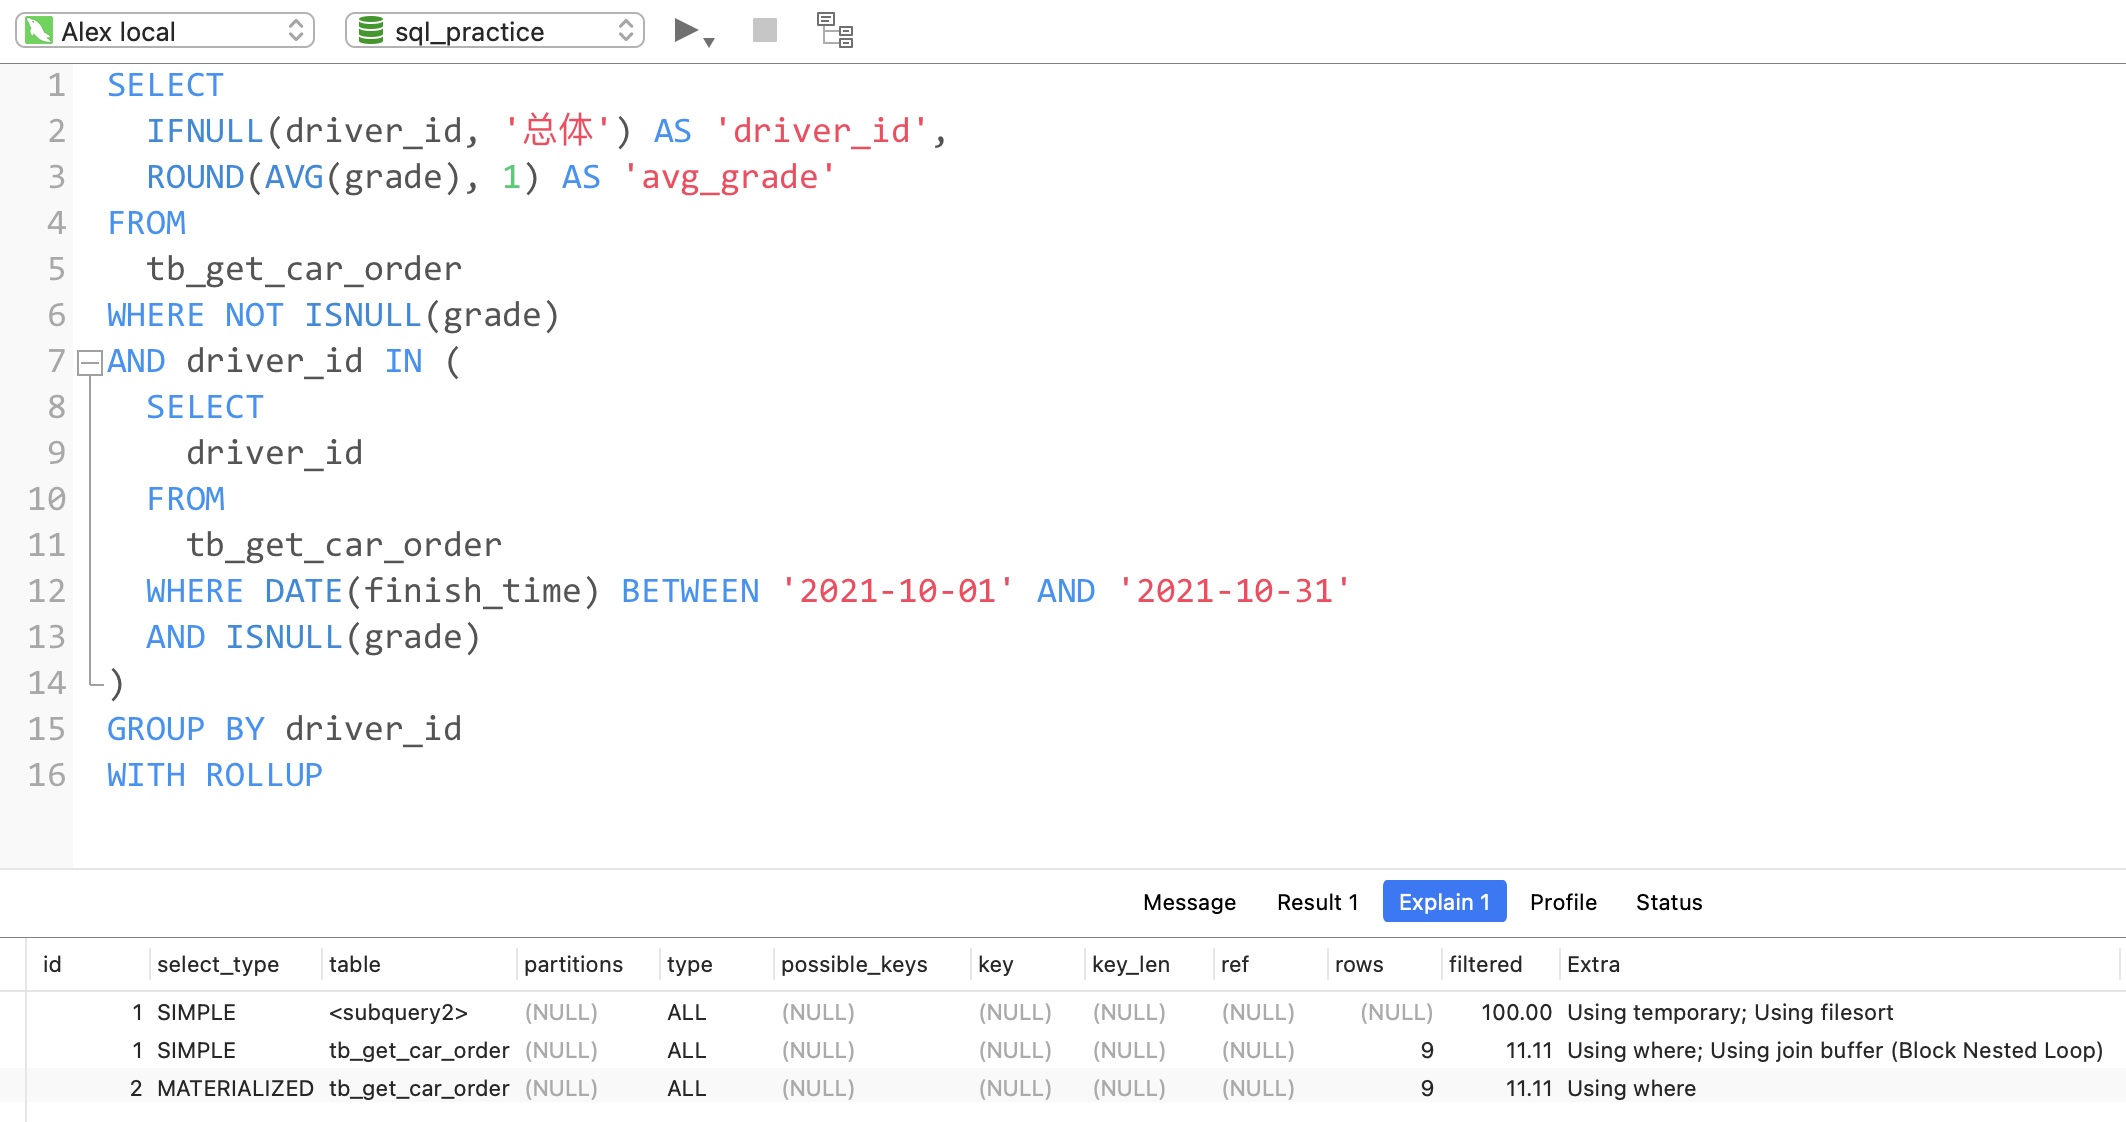 Alex local sql_practice
1 SELECT
2 IFNULL(driver_id, '总体') AS 'driver_id',
3 ROUND(AVG(grade), 1) AS 'avg_grade'
4 FROM
5 tb_get_car_order
6 WHERE NOT ISNULL(grade)
7 AND driver_id IN (
8 SELECT
9 driver_id
10 FROM
11 tb_get_car_order
12 WHERE DATE(finish_time) BETWEEN '2021-10-01' AND '2021-10-31'
13 AND ISNULL(grade)
14 )
15 GROUP BY driver_id
16 WITH ROLLUP
Message Result 1 Explain 1 Profile Status
id select_type table partitions type possible_keys key key_len ref rows filtered Extra
1 SIMPLE <subquery2> (NULL) ALL (NULL) (NULL) (NULL) (NULL) (NULL) 100.00 Using temporary; Using filesort
1 SIMPLE tb_get_car_order (NULL) ALL (NULL) (NULL) (NULL) (NULL) 9 11.11 Using where; Using join buffer (Block Nested Loop)
2 MATERIALIZED tb_get_car_order (NULL) ALL (NULL) (NULL) (NULL) (NULL) 9 11.11 Using where